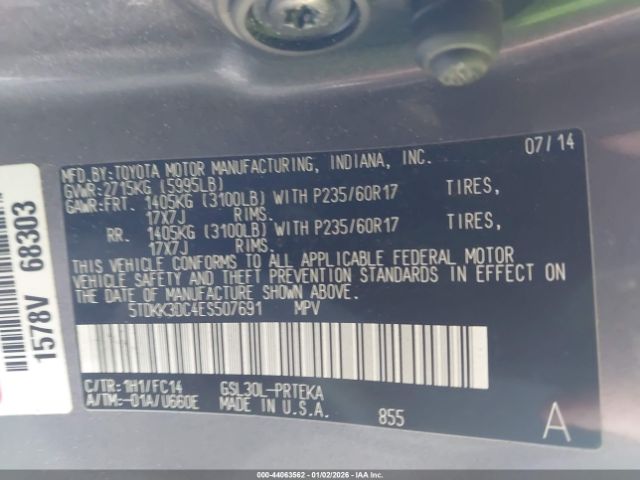 MFD.BY:TOYOTA MOTOR MANUFACTURING, INDIANA, INC. 07/14
GVWR:2715KG (5995LB)
GAWR:FRT. 1405KG (3100LB) WITH P235/60R17 TIRES,
17X7J RIMS.
RR. 1405KG (3100LB) WITH P235/60R17 TIRES,
17X7J RIMS.
THIS VEHICLE CONFORMS TO ALL APPLICABLE FEDERAL MOTOR
VEHICLE SAFETY AND THEFT PREVENTION STANDARDS IN EFFECT ON
THE DATE OF MANUFACTURE SHOWN ABOVE.
5TDKK3DC4ES507691 MPV
C/TR:1H1/FC14 GSL30L-PRTEKA
A/TM:-01A/U660E MADE IN U.S.A. 855 A
1578V 68303
000-44063562 | 01/02/2026 - IAA Inc. | IAA